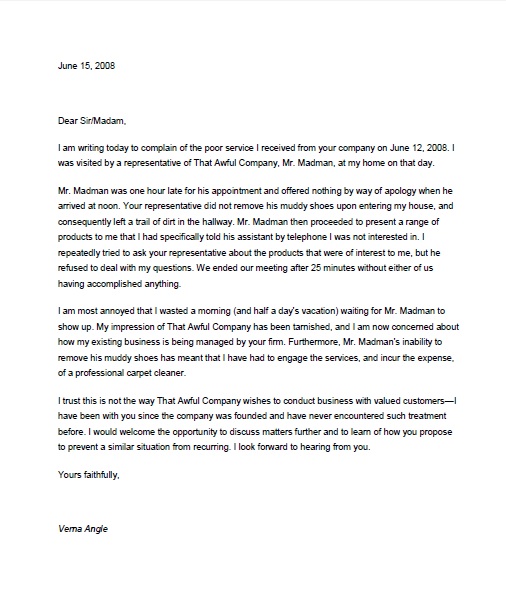 June 15, 2008
Dear Sir/Madam,
I am writing today to complain of the poor service I received from your company on June 12, 2008. I
was visited by a representative of That Awful Company, Mr. Madman, at my home on that day.
Mr. Madman was one hour late for his appointment and offered nothing by way of apology when he
arrived at noon. Your representative did not remove his muddy shoes upon entering my house, and
consequently left a trail of dirt in the hallway. Mr. Madman then proceeded to present a range of
products to me that I had specifically told his assistant by telephone I was not interested in. I
repeatedly tried to ask your representative about the products that were of interest to me, but he
refused to deal with my questions. We ended our meeting after 25 minutes without either of us
having accomplished anything.
I am most annoyed that I wasted a morning (and half a day's vacation) waiting for Mr. Madman to
show up. My impression of That Awful Company has been tarnished, and I am now concerned about
how my existing business is being managed by your firm. Furthermore, Mr. Madman's inability to
remove his muddy shoes has meant that I have had to engage the services, and incur the expense,
of a professional carpet cleaner.
I trust this is not the way That Awful Company wishes to conduct business with valued customers—I
have been with you since the company was founded and have never encountered such treatment
before. I would welcome the opportunity to discuss matters further and to learn of how you propose
to prevent a similar situation from recurring. I look forward to hearing from you.
Yours faithfully,
Verna Angle